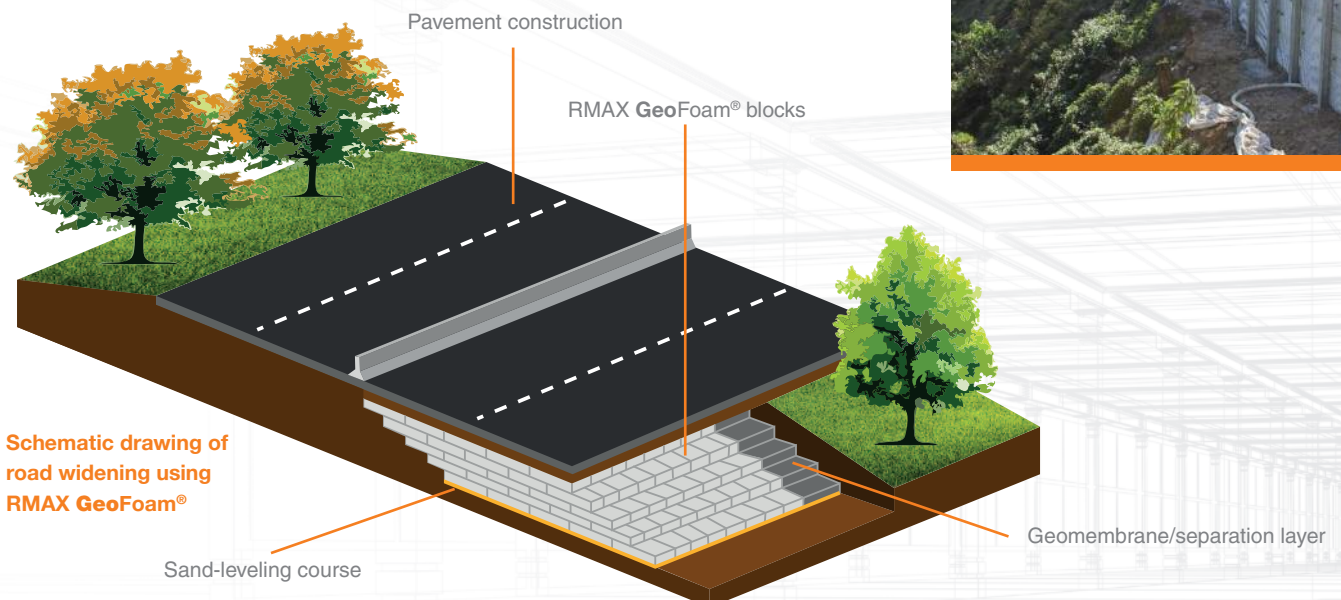 Pavement construction
RMAX GeoFoam® blocks
Schematic drawing of
road widening using
RMAX GeoFoam®
Geomembrane/separation layer
Sand-leveling course